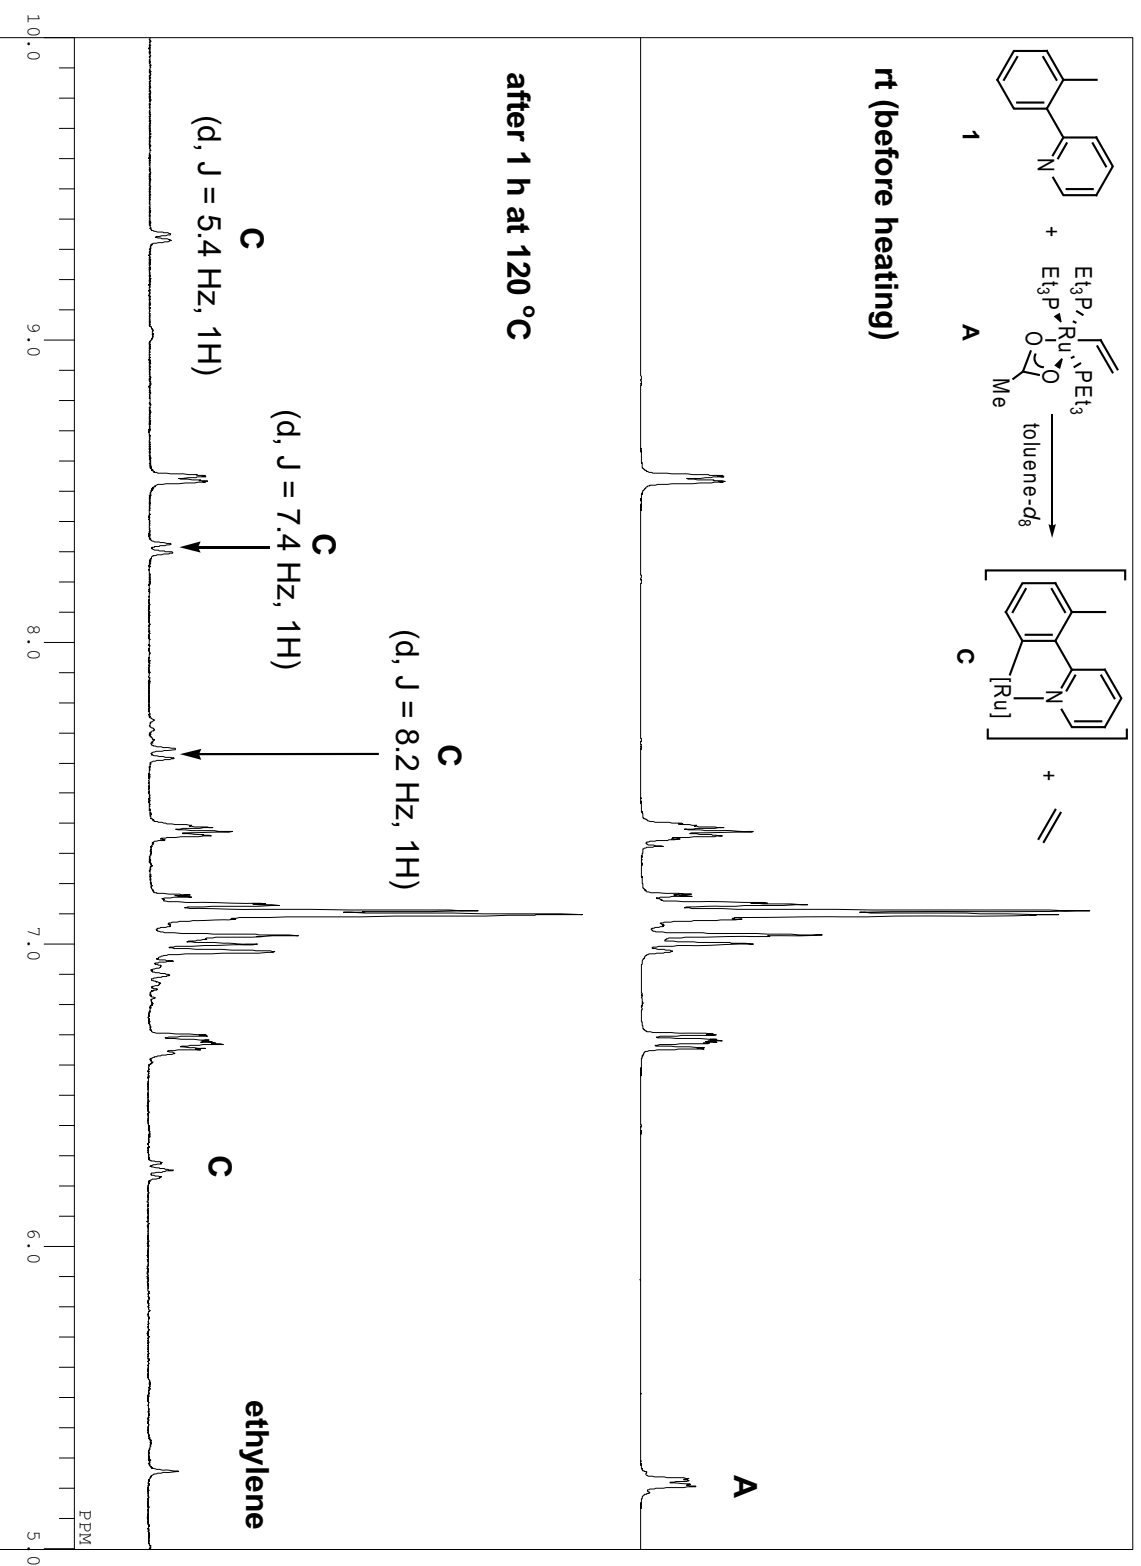 N
1
+
Et3P
Et3P
Ru
PEt3
O
O
Me
A
toluene-d8
N
[Ru]
C
+
rt (before heating)
A
after 1 h at 120 °C
C
(d, J = 5.4 Hz, 1H)
C
(d, J = 7.4 Hz, 1H)
C
(d, J = 8.2 Hz, 1H)
C
ethylene
PPM
10.0
9.0
8.0
7.0
6.0
5.0